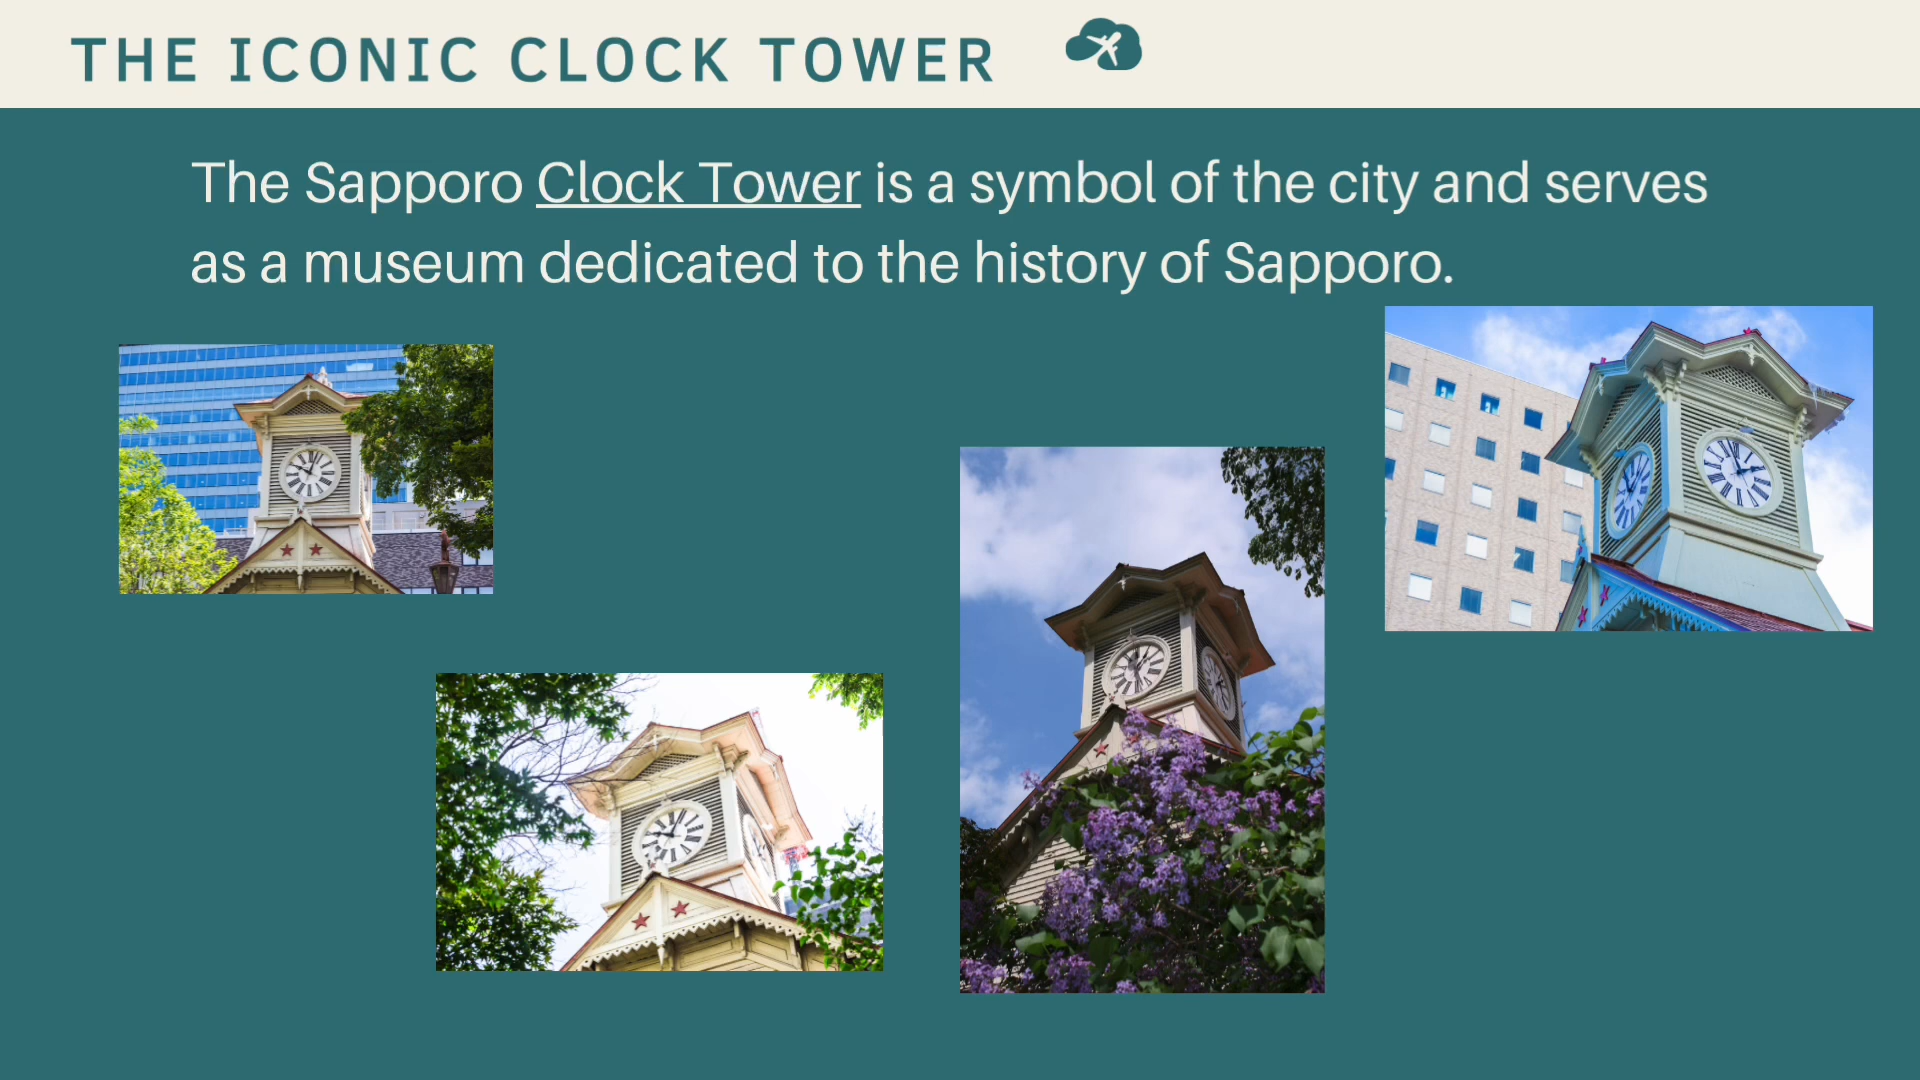 THE ICONIC CLOCK TOWER
The Sapporo Clock Tower is a symbol of the city and serves
as a museum dedicated to the history of Sapporo.